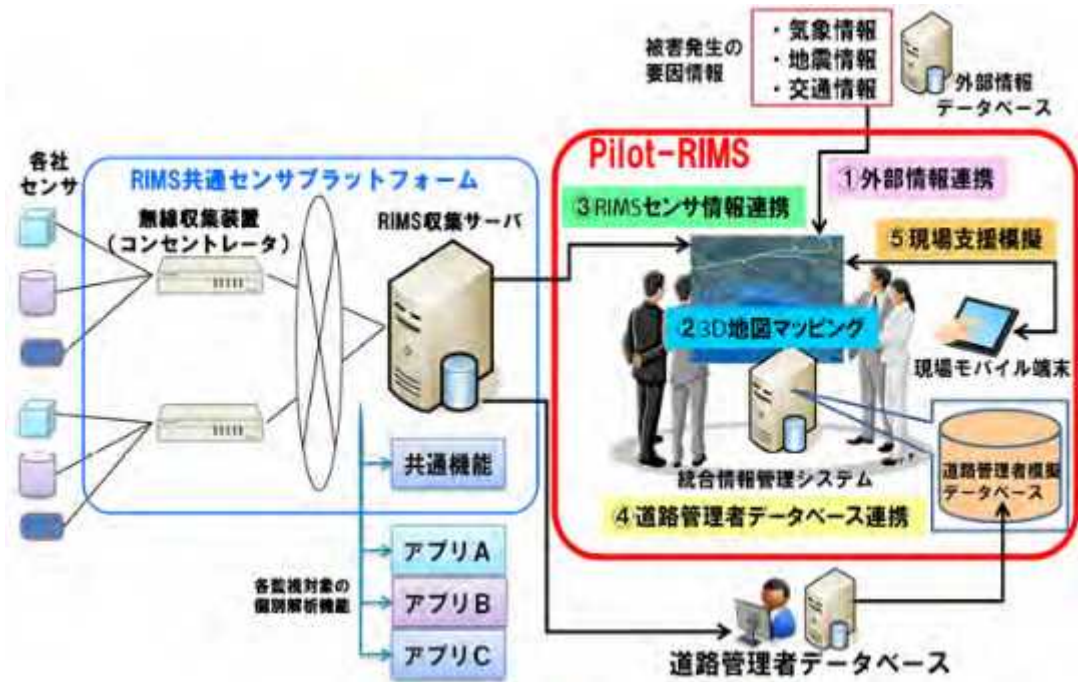 被害発生の
要因情報
・気象情報
・地震情報
・交通情報
外部情報
データベース
各社
センサ
RIMS共通センサプラットフォーム
無線収集装置
(コンセントレータ)
RIMS収集サーバ
Pilot-RIMS
①外部情報連携
③RIMSセンサ情報連携
⑤現場支援模擬
②3D地図マッピング
現場モバイル端末
統合情報管理システム
道路管理者模擬
データベース
④道路管理者データベース連携
共通機能
各監視対象の
個別解析機能
アプリA
アプリB
アプリC
道路管理者データベース